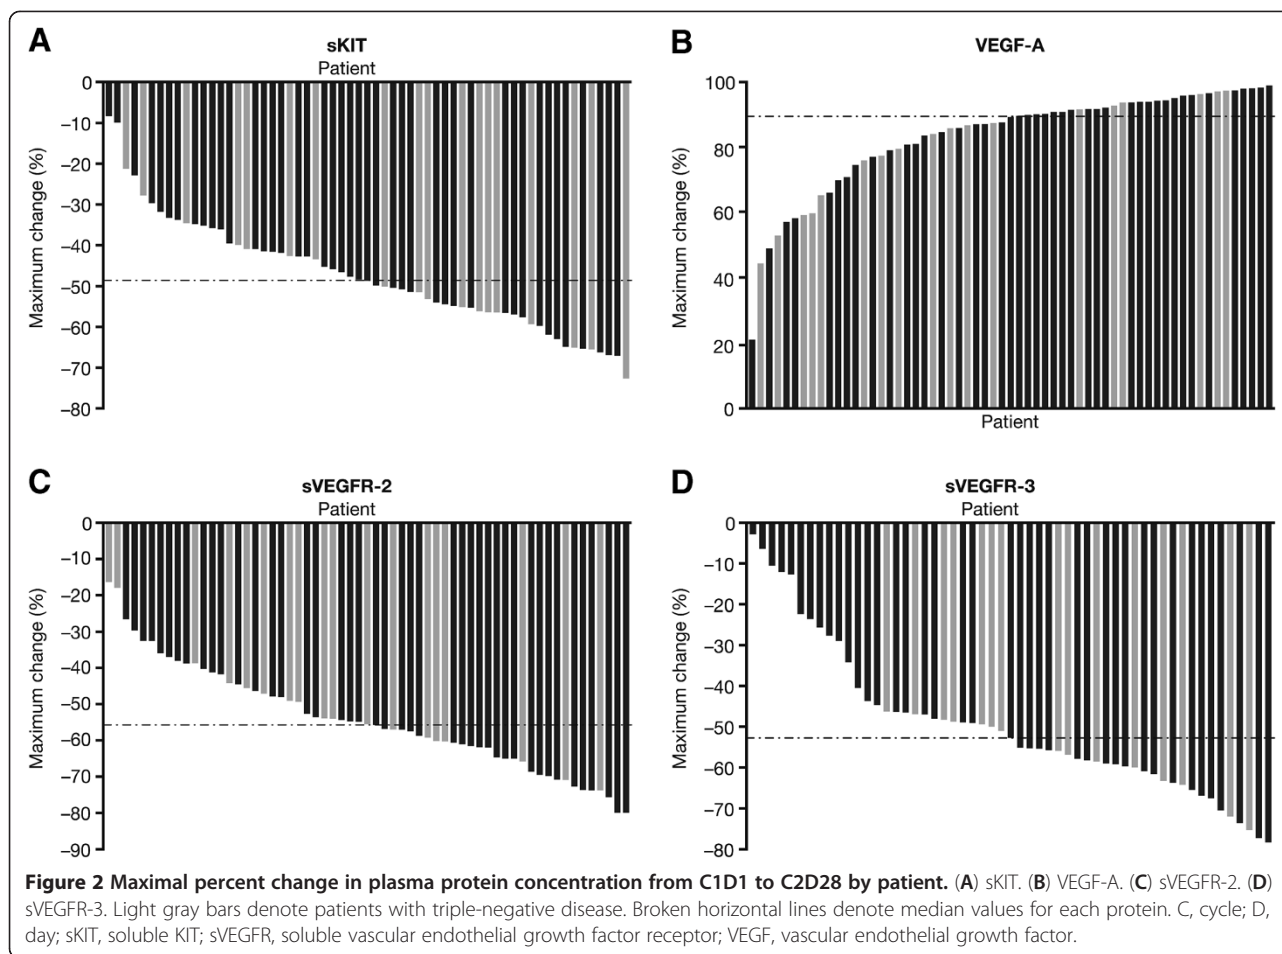 A
sKIT
Patient
0
−10
−20
−30
−40
−50
−60
−70
−80
Maximum change (%)
B
VEGF-A
100
80
60
40
20
0
Maximum change (%)
Patient
C
sVEGFR-2
Patient
0
−10
−20
−30
−40
−50
−60
−70
−80
−90
Maximum change (%)
D
sVEGFR-3
Patient
0
−10
−20
−30
−40
−50
−60
−70
−80
Maximum change (%)
Figure 2 Maximal percent change in plasma protein concentration from C1D1 to C2D28 by patient. (A) sKIT. (B) VEGF-A. (C) sVEGFR-2. (D)
sVEGFR-3. Light gray bars denote patients with triple-negative disease. Broken horizontal lines denote median values for each protein. C, cycle; D,
day; sKIT, soluble KIT; sVEGFR, soluble vascular endothelial growth factor receptor; VEGF, vascular endothelial growth factor.